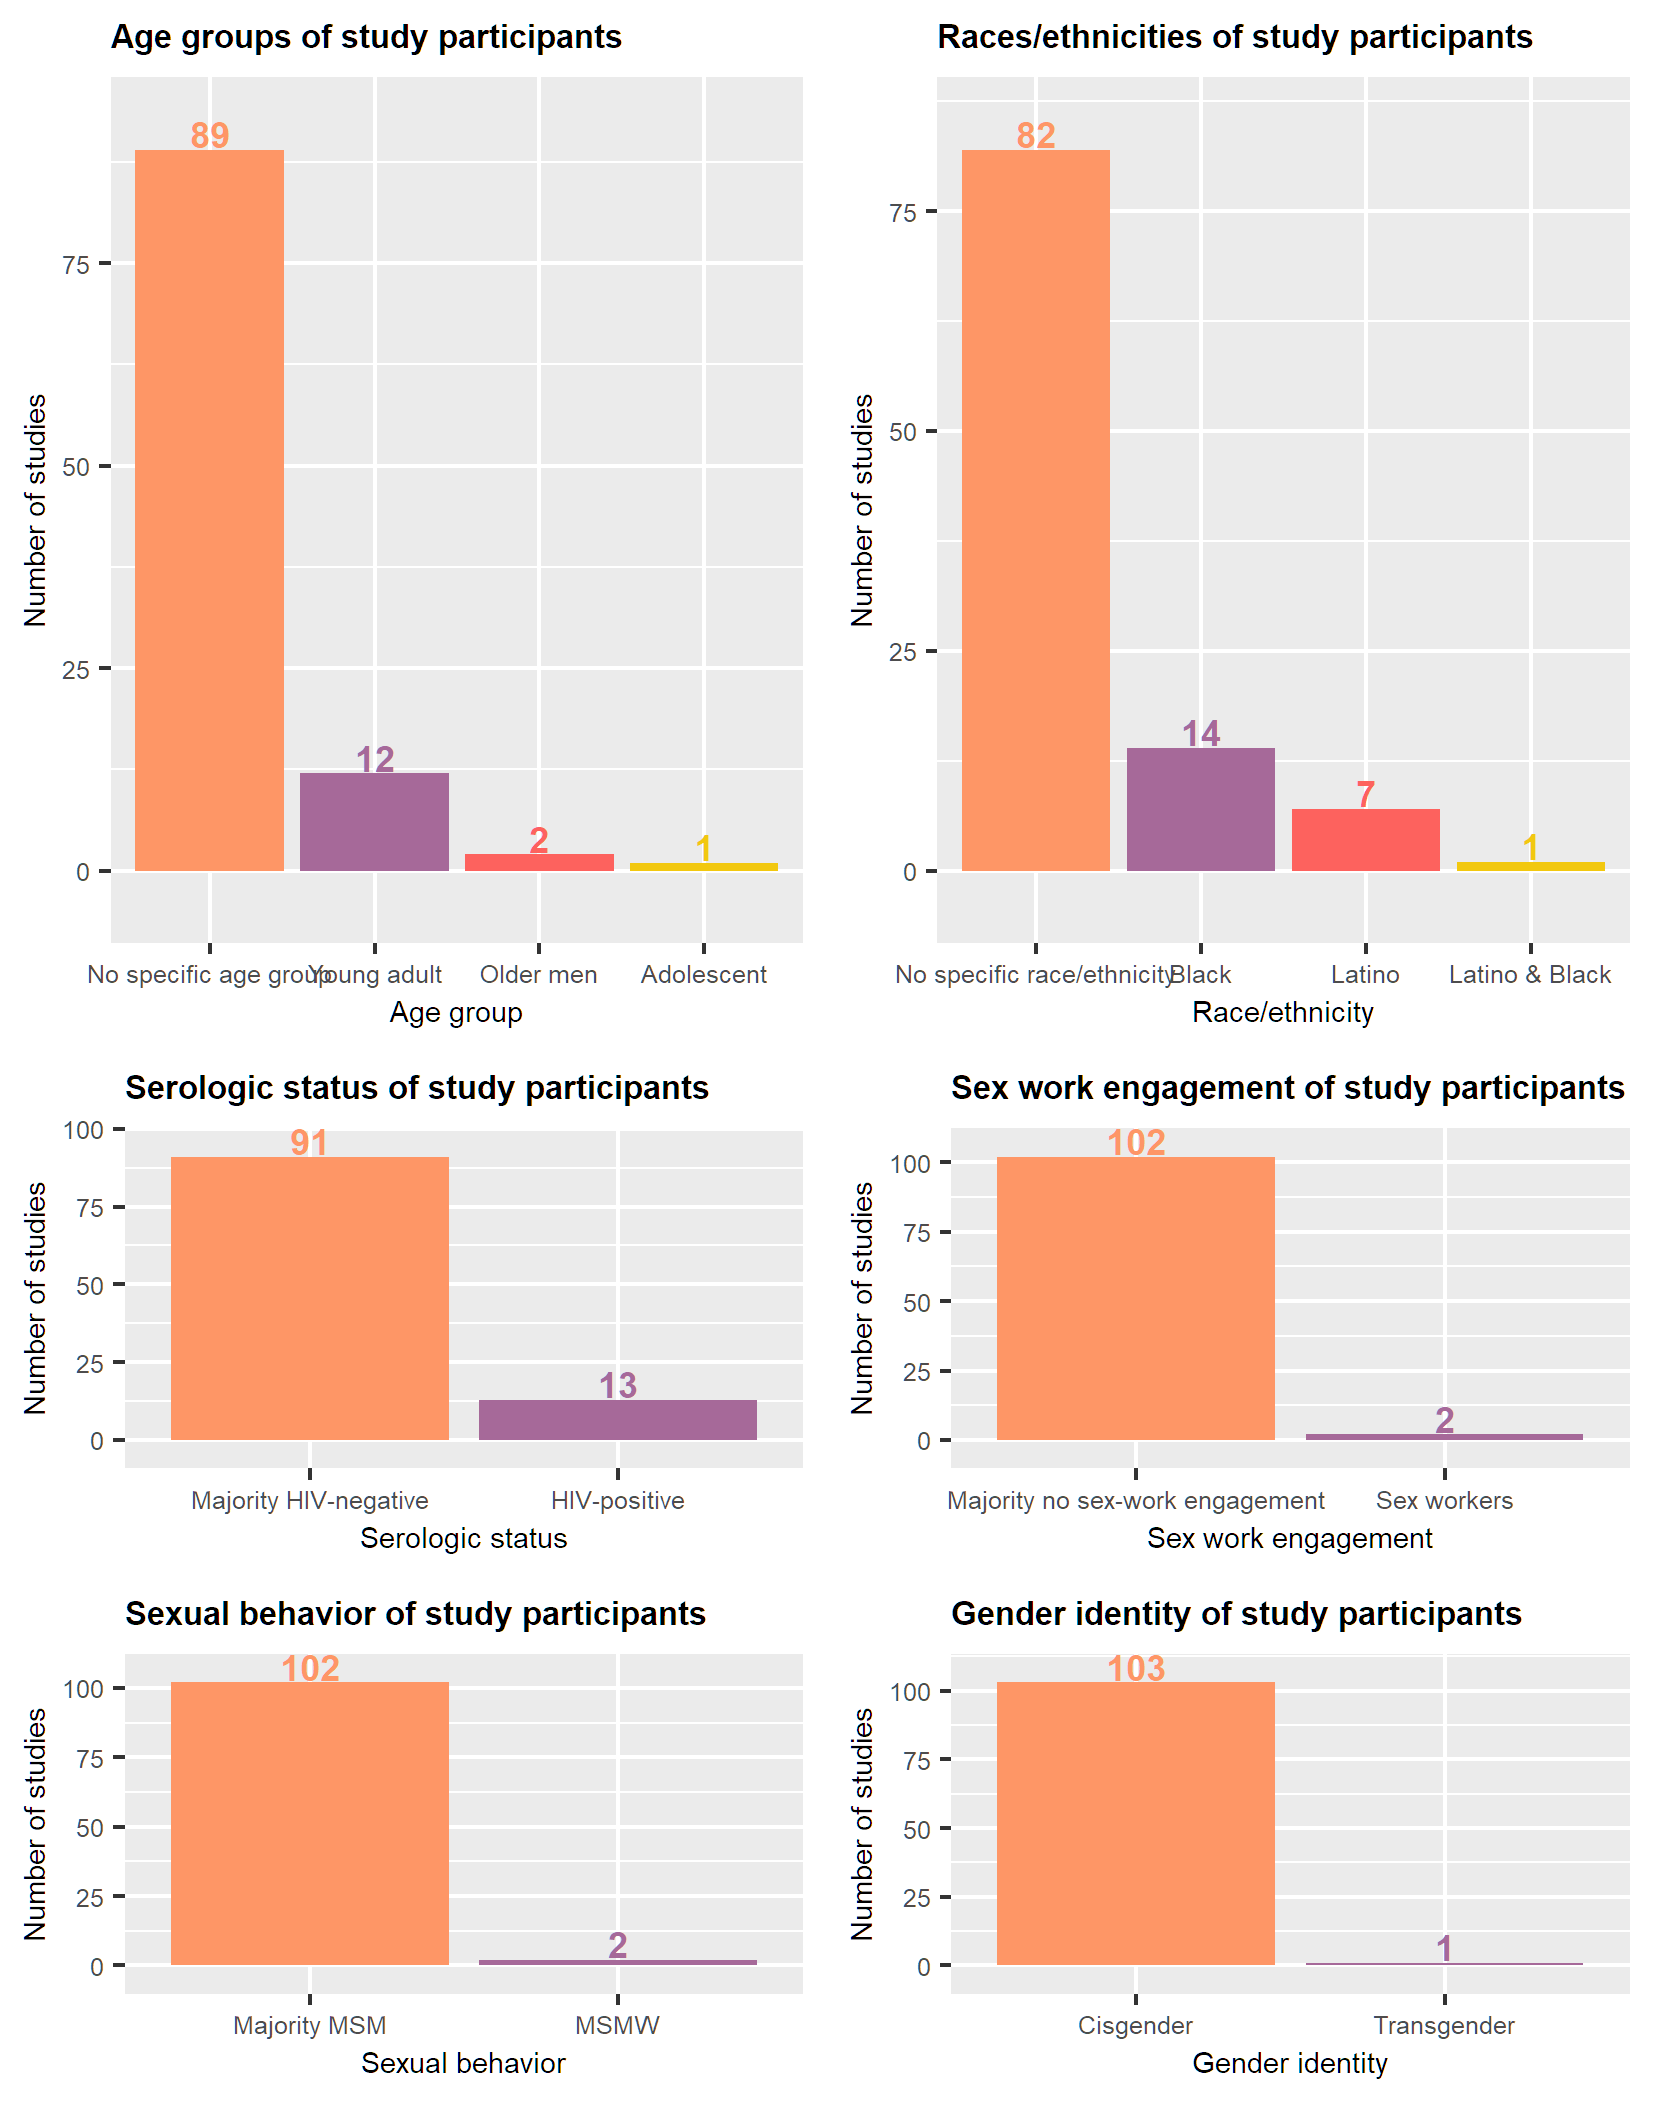 Age groups of study participants
Number of studies
75
50
25
0
89
12
2
1
No specific age group
Young adult
Older men
Adolescent
Age group
Races/ethnicities of study participants
Number of studies
75
50
25
0
82
14
7
1
No specific race/ethnicity
Black
Latino
Latino & Black
Race/ethnicity
Serologic status of study participants
Number of studies
100
75
50
25
0
91
13
Majority HIV-negative
HIV-positive
Serologic status
Sex work engagement of study participants
Number of studies
100
75
50
25
0
102
2
Majority no sex-work engagement
Sex workers
Sex work engagement
Sexual behavior of study participants
Number of studies
100
75
50
25
0
102
2
Majority MSM
MSMW
Sexual behavior
Gender identity of study participants
Number of studies
100
75
50
25
0
103
1
Cisgender
Transgender
Gender identity